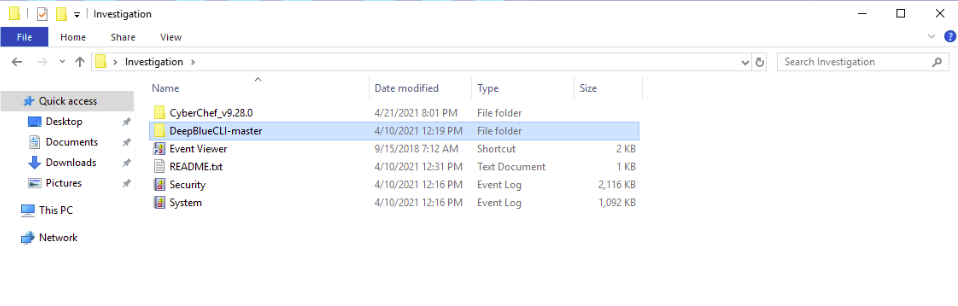 Investigation
File Home Share View
Investigation Search Investigation
Name Date modified Type Size
Quick access
Desktop
Documents
Downloads
Pictures
This PC
Network
CyberChef_v9.28.0 4/21/2021 8:01 PM File folder
DeepBlueCLI-master 4/10/2021 12:19 PM File folder
Event Viewer 9/15/2018 7:12 AM Shortcut 2 KB
README.txt 4/10/2021 12:31 PM Text Document 1 KB
Security 4/10/2021 12:16 PM Event Log 2,116 KB
System 4/10/2021 12:16 PM Event Log 1,092 KB